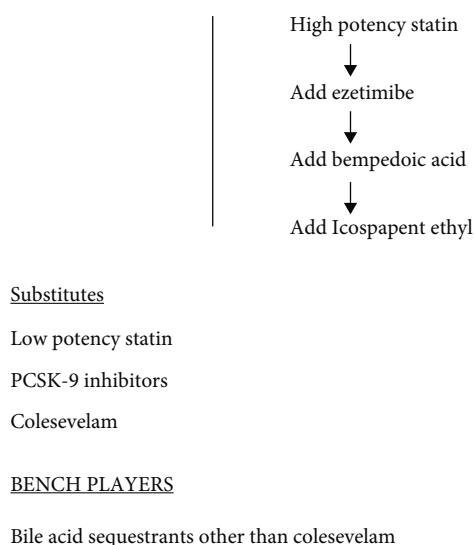 High potency statin
Add ezetimibe
Add bempedoic acid
Add Icospapent ethyl
Substitutes
Low potency statin
PCSK-9 inhibitors
Colesevelam
BENCH PLAYERS
Bile acid sequestrants other than colesevelam